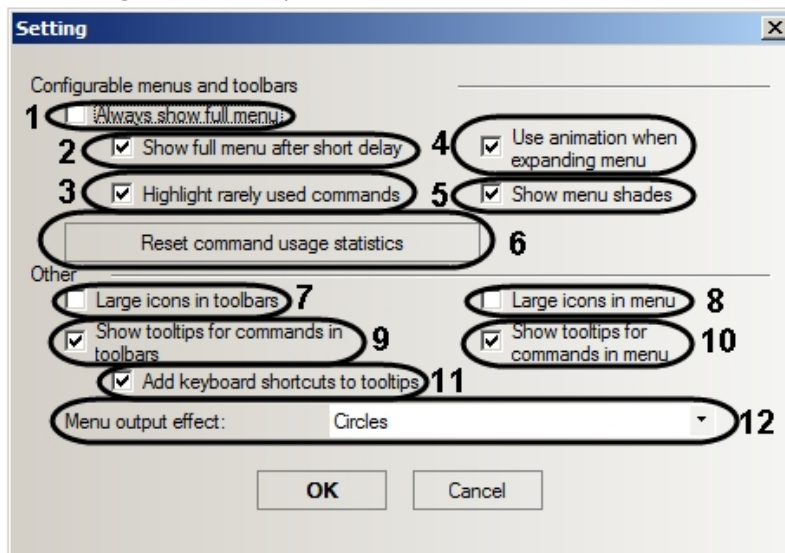 Setting
Configurable menus and toolbars
1 Always show full menu
2 Show full menu after short delay
4 Use animation when
expanding menu
3 Highlight rarely used commands
5 Show menu shades
Reset command usage statistics 6
Other
Large icons in toolbars 7
Large icons in menu 8
Show tooltips for commands in
toolbars 9
Show tooltips for
commands in menu 10
Add keyboard shortcuts to tooltips 11
Menu output effect: Circles 12
OK Cancel